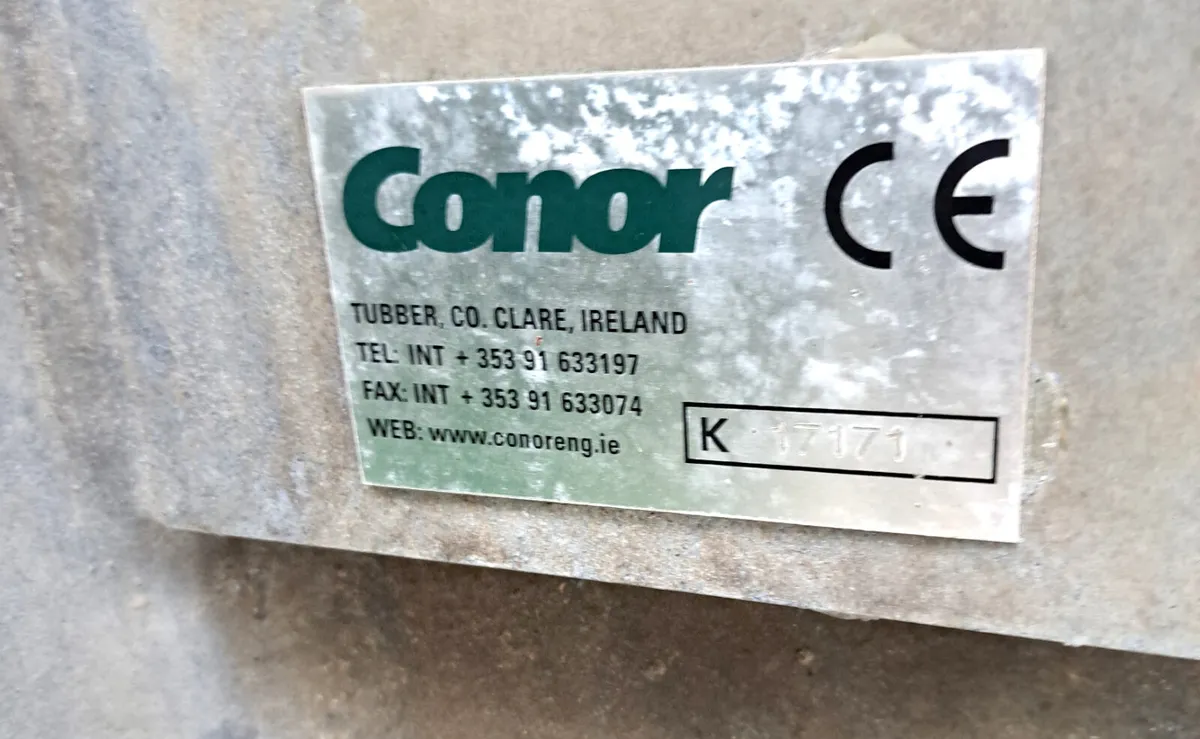 Conor CE
TUBBER, CO. CLARE, IRELAND
TEL: INT + 353 91 633197
FAX: INT + 353 91 633074
WEB: www.conoreng.ie
K 17171